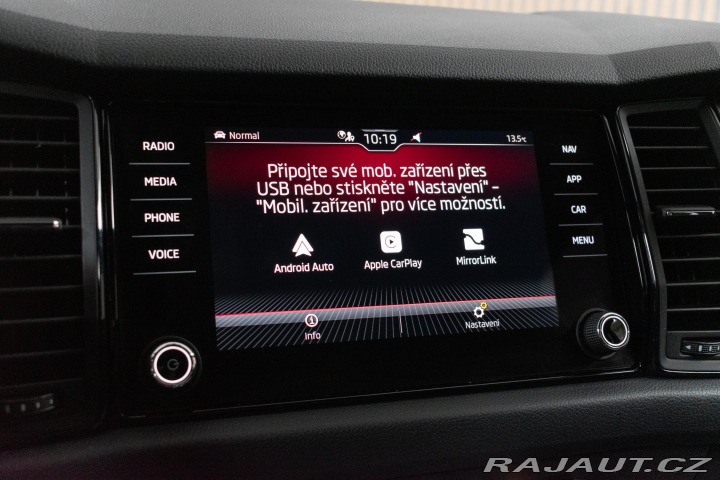 Normal
10:19
13.5°C
RADIO
MEDIA
PHONE
VOICE
NAV
APP
CAR
MENU
Připojte své mob. zařízení přes
USB nebo stiskněte "Nastavení" –
"Mobil. zařízení" pro více možností.
Android Auto
Apple CarPlay
MirrorLink
Info
Nastavení
RAJAUT.CZ